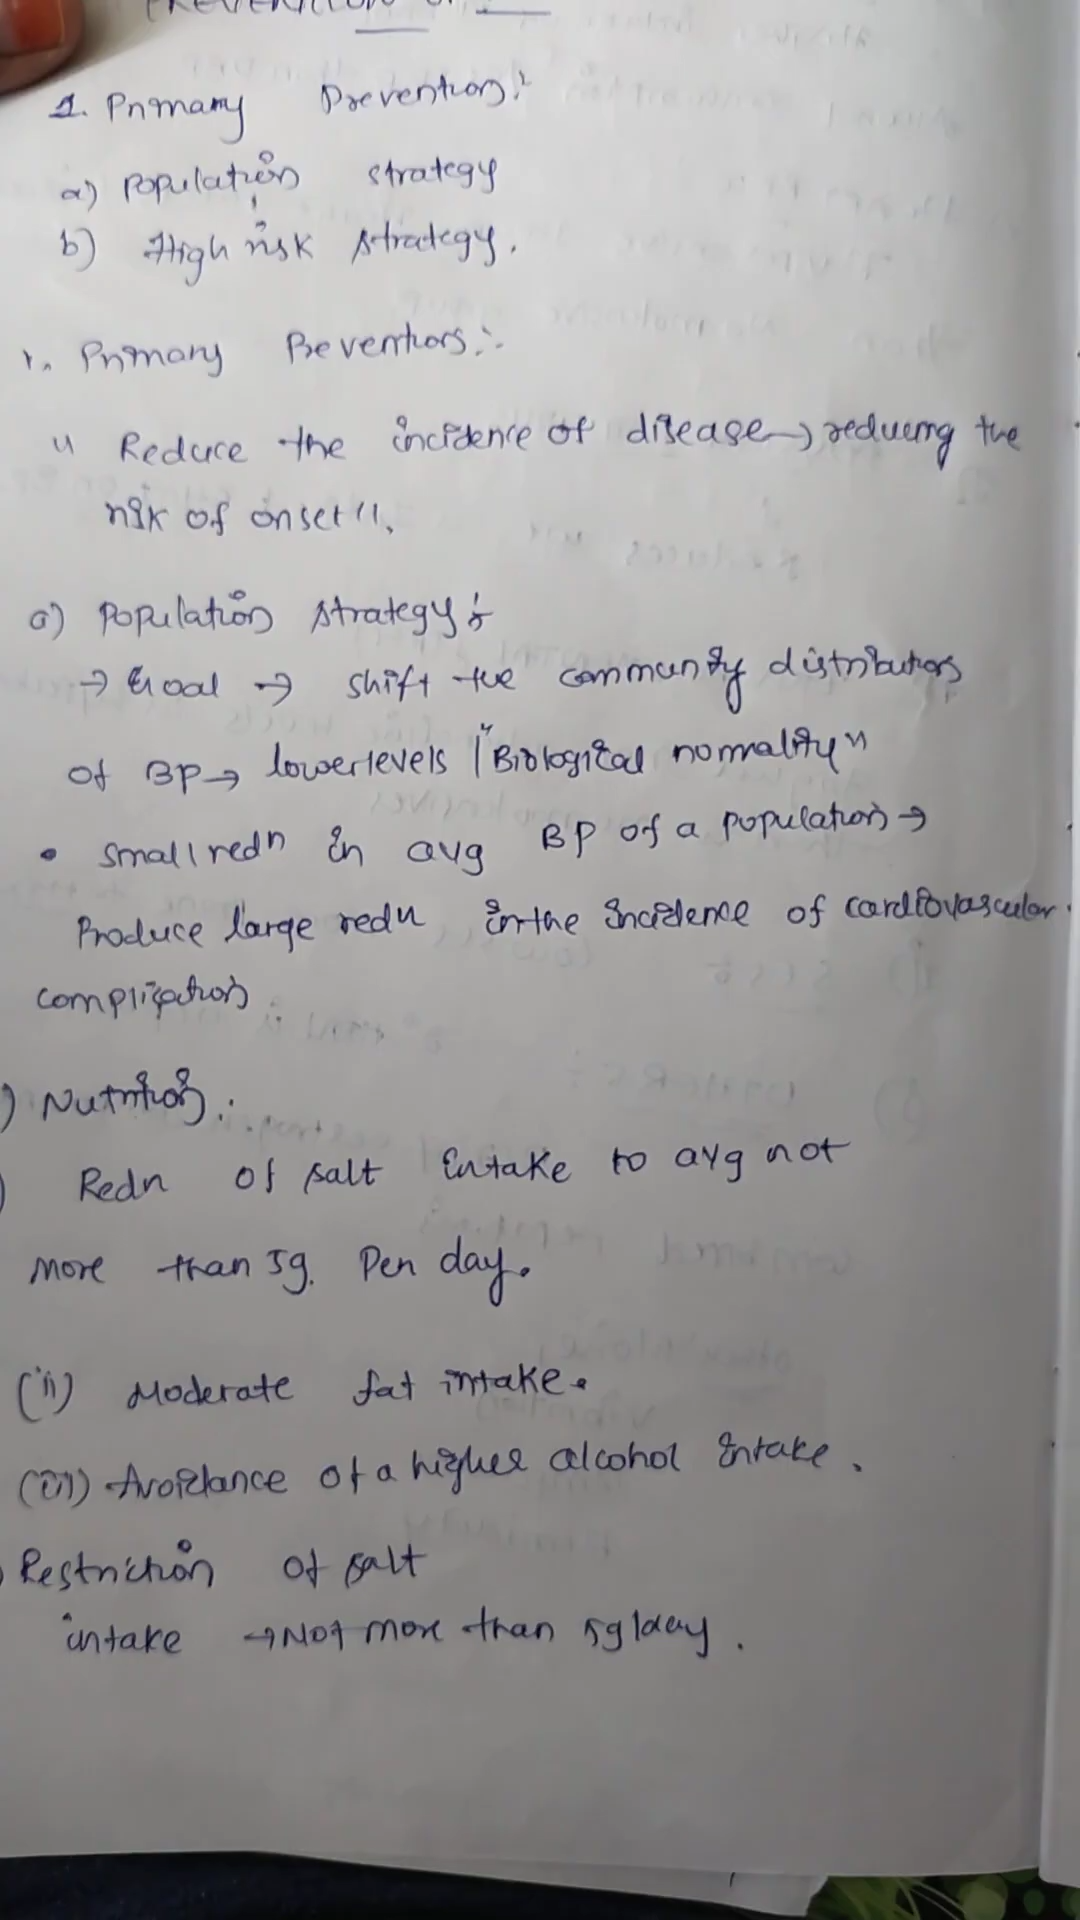 PREVENTION OF
1. Primary Prevention:
a) Population strategy
b) High risk strategy.
1. Primary Prevention:
" Reduce the incidence of disease → reducing the
risk of onset ".
a) Population strategy:
→ Goal → shift the community distribution
of BP → lower levels / "Biological normality"
• small redn in avg BP of a population →
Produce large redn in the incidence of cardiovascular
complication.
) Nutrition:
) Redn of salt intake to avg not
more than 5g. Per day.
(ii) Moderate fat intake.
(iii) Avoidance of a higher alcohol intake.
Restriction of salt
intake → Not more than 5g/day.